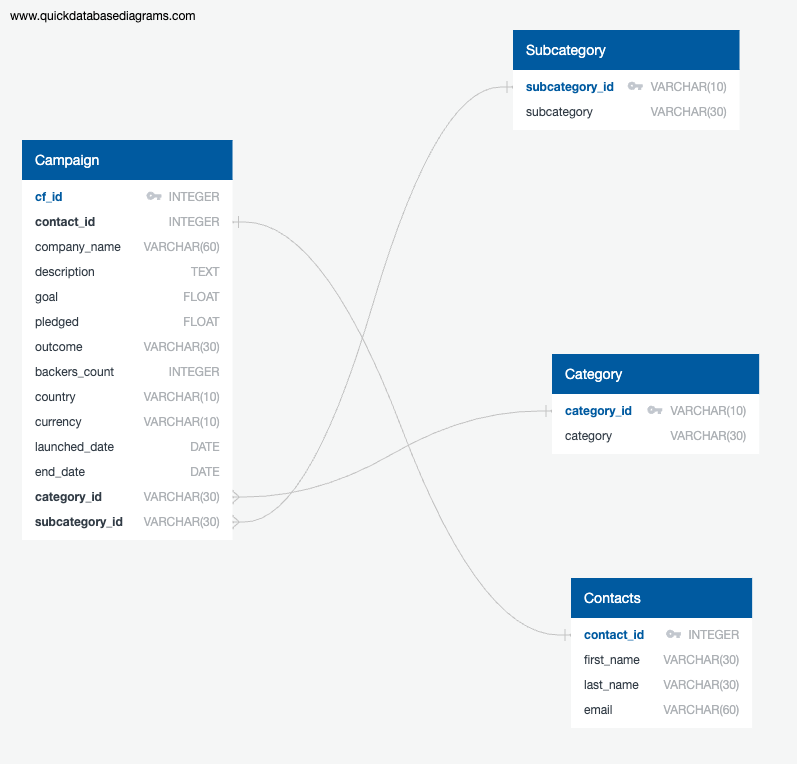 www.quickdatabasediagrams.com
Subcategory
subcategory_id VARCHAR(10)
subcategory VARCHAR(30)
Campaign
cf_id INTEGER
contact_id INTEGER
company_name VARCHAR(60)
description TEXT
goal FLOAT
pledged FLOAT
outcome VARCHAR(30)
backers_count INTEGER
country VARCHAR(10)
currency VARCHAR(10)
launched_date DATE
end_date DATE
category_id VARCHAR(30)
subcategory_id VARCHAR(30)
Category
category_id VARCHAR(10)
category VARCHAR(30)
Contacts
contact_id INTEGER
first_name VARCHAR(30)
last_name VARCHAR(30)
email VARCHAR(60)